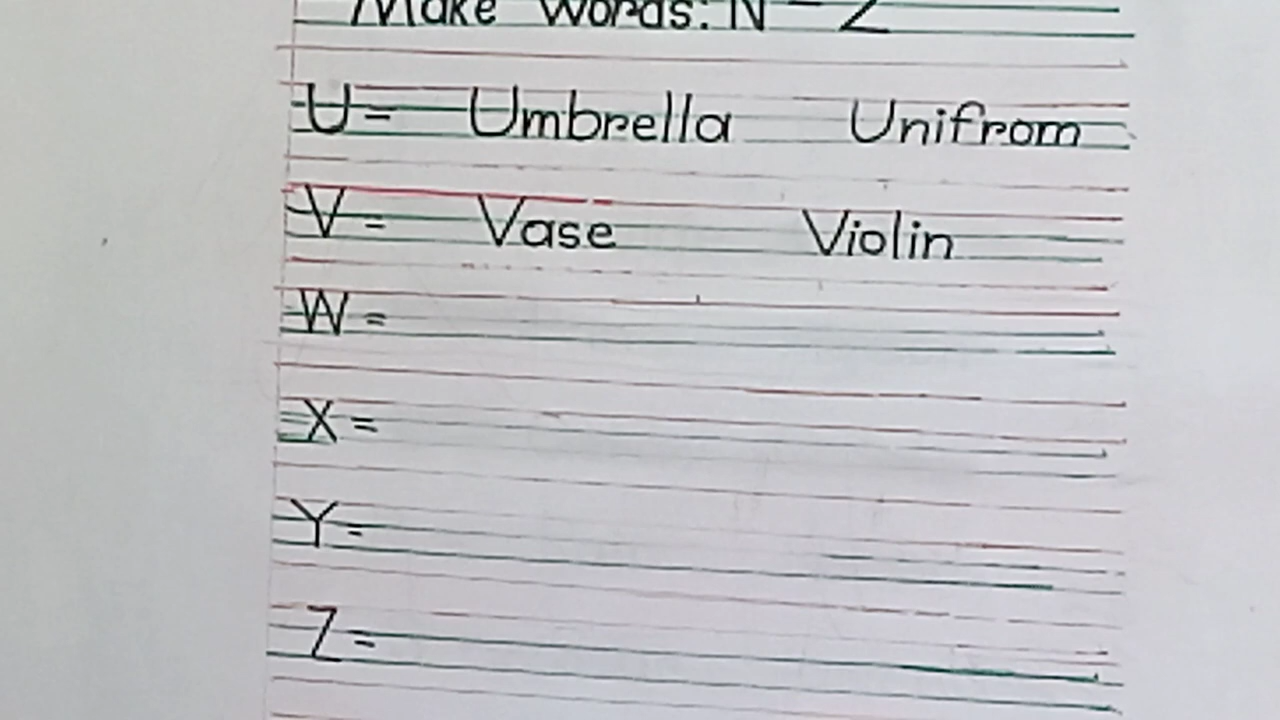 Make Words: N - Z
U= Umbrella Unifrom
V= Vase Violin
W=
X=
Y=
Z=